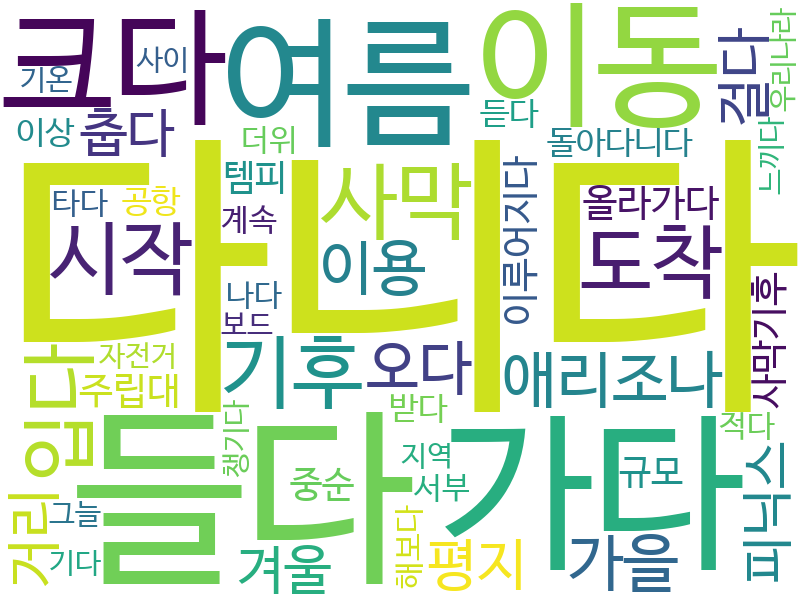 크다
사이
기온
여름
이동
걷다
우리나라
이상
춥다
더위
듣다
돌아다니다
느끼다
다니다
타다
공항
템피
사막
계속
시작
이용
이루어지다
올라가다
도착
나다
보드
사막기후
자전거
주립대
기후
오다
애리조나
입다
챙기다
받다
적다
들다
가다
지역
서부
중순
규모
피닉스
거리
그늘
기다
겨울
해보다
평지
가을